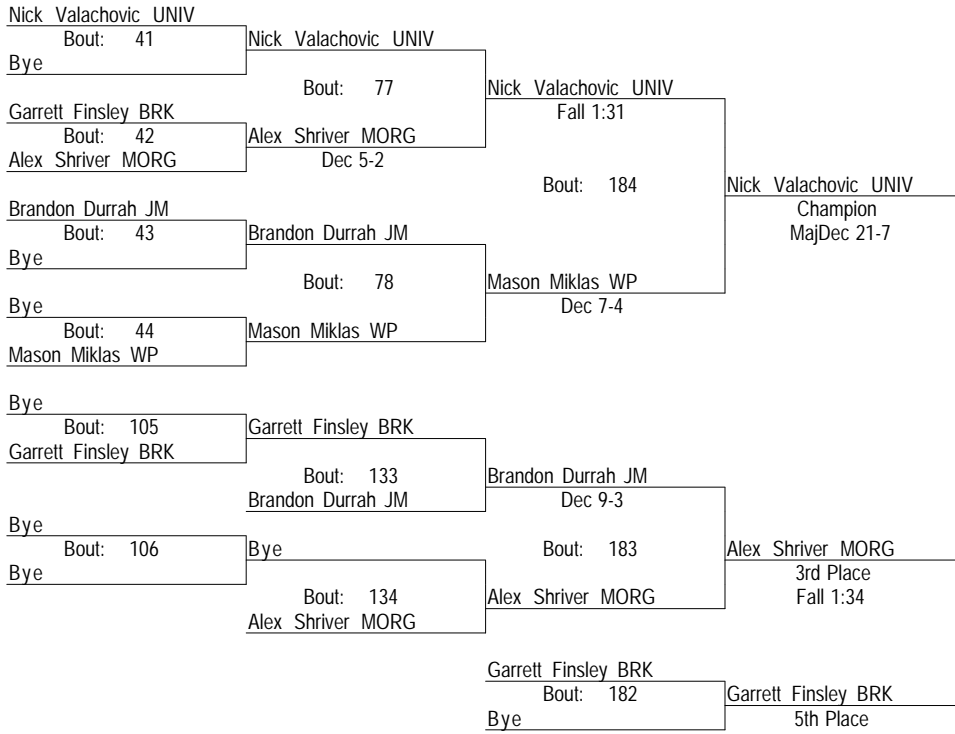 Nick Valachovic UNIV
Bout: 41
Nick Valachovic UNIV
Bye
Bout: 77
Nick Valachovic UNIV
Fall 1:31
Garrett Finsley BRK
Bout: 42
Alex Shriver MORG
Alex Shriver MORG
Dec 5-2
Bout: 184
Nick Valachovic UNIV
Champion
MajDec 21-7
Brandon Durrah JM
Bout: 43
Brandon Durrah JM
Bye
Bout: 78
Mason Miklas WP
Dec 7-4
Bye
Bout: 44
Mason Miklas WP
Mason Miklas WP
Bye
Bout: 105
Garrett Finsley BRK
Garrett Finsley BRK
Bout: 133
Brandon Durrah JM
Dec 9-3
Brandon Durrah JM
Bye
Bout: 106
Bye
Bye
Bout: 183
Alex Shriver MORG
3rd Place
Fall 1:34
Bout: 134
Alex Shriver MORG
Alex Shriver MORG
Garrett Finsley BRK
Bout: 182
Garrett Finsley BRK
Bye
5th Place